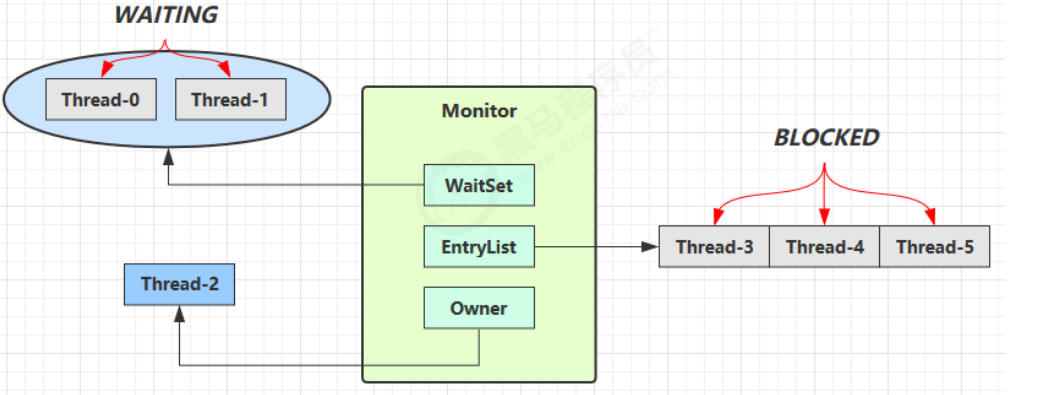 WAITING
Thread-0
Thread-1
Monitor
黑马程序员
www.itheima.com
BLOCKED
WaitSet
EntryList
Thread-3
Thread-4
Thread-5
Thread-2
Owner